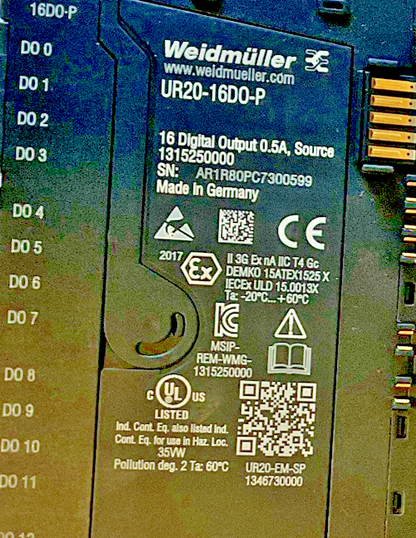 16DO-P
DO 0
DO 1
DO 2
DO 3
DO 4
DO 5
DO 6
DO 7
DO 8
DO 9
DO 10
DO 11
Weidmüller
www.weidmueller.com
UR20-16DO-P
16 Digital Output 0.5A, Source
1315250000
SN: AR1R80PC7300599
Made in Germany
CE
2017 Ex II 3G Ex nA IIC T4 Gc
DEMKO 15ATEX1525 X
IECEx ULD 15.0013X
Ta: -20°C...+60°C
MSIP-
REM-WMG-
1315250000
C UL US
LISTED
Ind. Cont. Eq. also listed Ind.
Cont. Eq. for use in Haz. Loc.
35VW
Pollution deg. 2 Ta: 60°C
UR20-EM-SP
1346730000